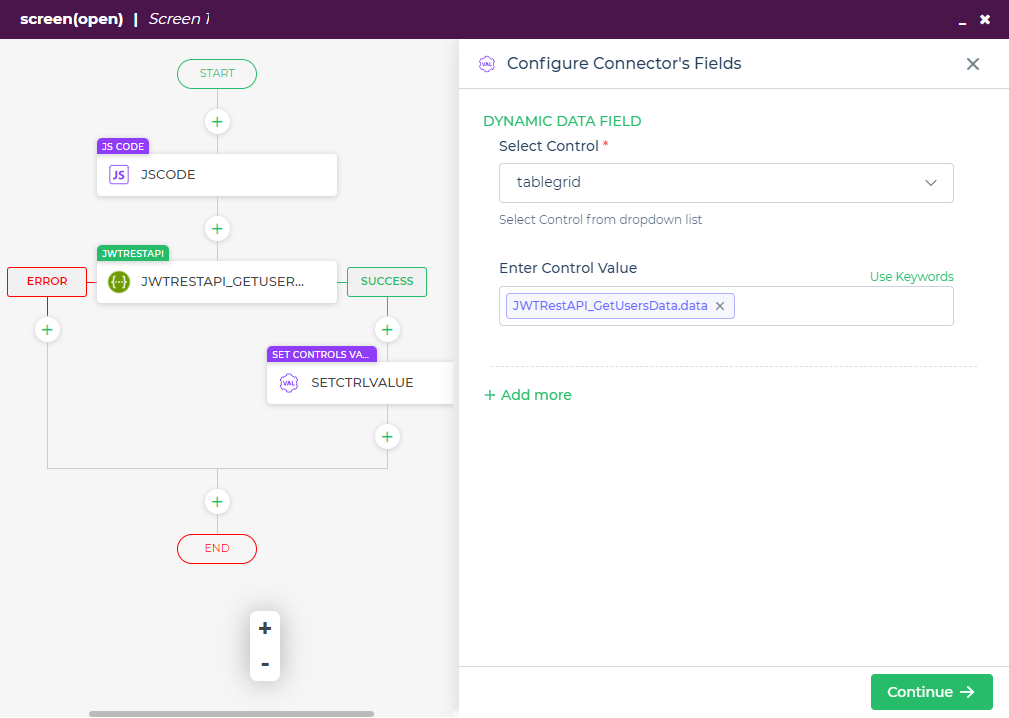 screen(open) | Screen 1
START
JS CODE
JS JSCODE
JWTRESTAPI
ERROR
JWTRESTAPI_GETUSER...
SUCCESS
SET CONTROLS VA...
VAL SETCTRLVALUE
END
+
-
VAL Configure Connector's Fields
DYNAMIC DATA FIELD
Select Control *
tablegrid
Select Control from dropdown list
Enter Control Value
Use Keywords
JWTRestAPI_GetUsersData.data ×
+ Add more
Continue →